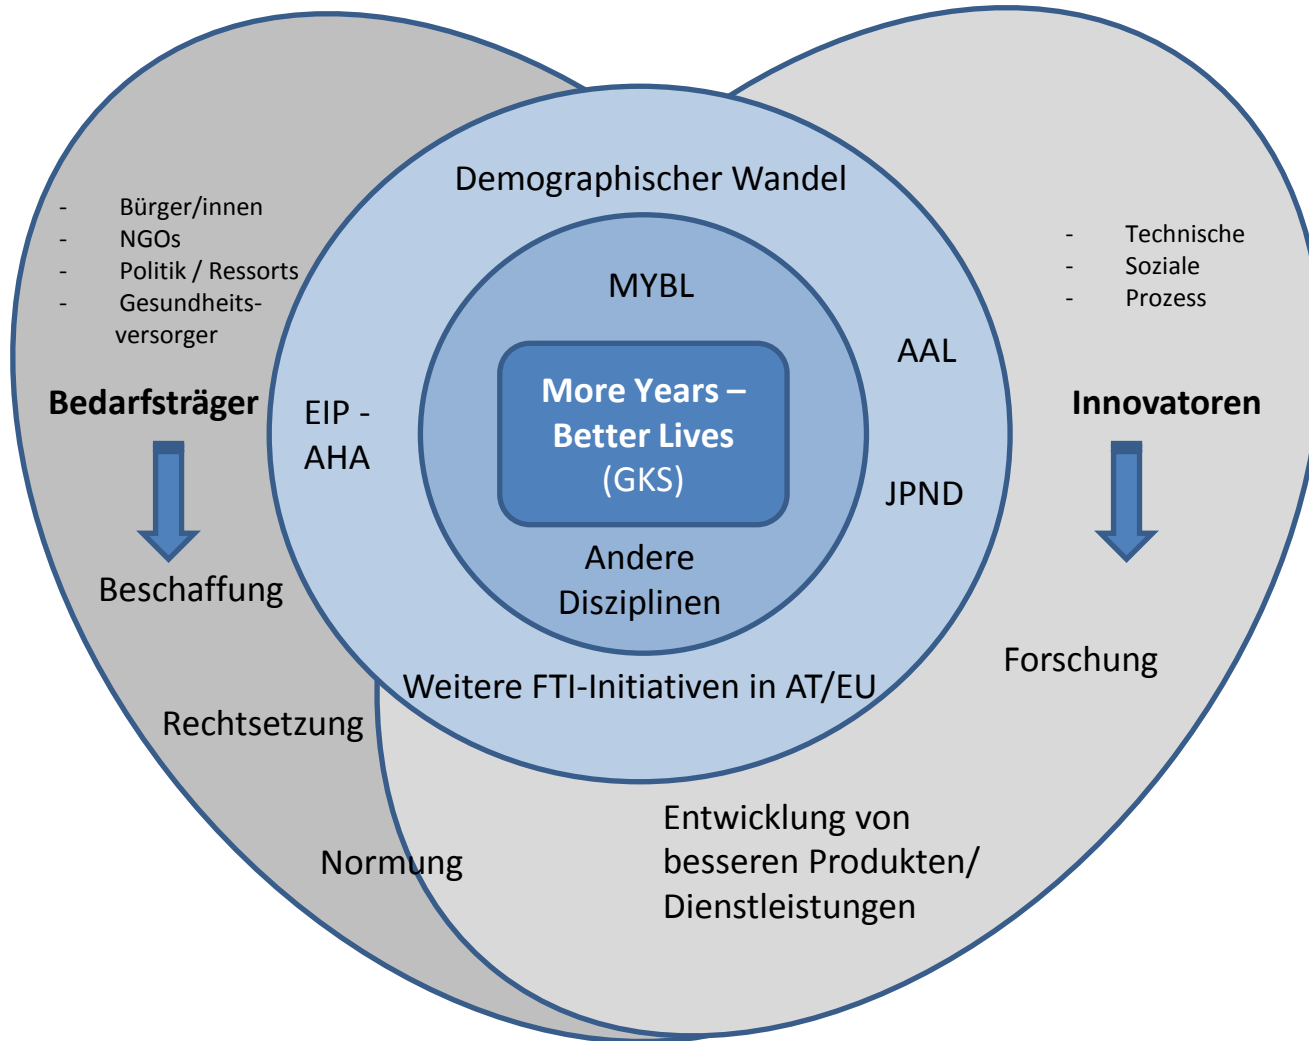 Demographischer Wandel
- Bürger/innen
- NGOs
- Politik / Ressorts
- Gesundheits-
versorger
Bedarfsträger
Beschaffung
Rechtsetzung
Normung
EIP -
AHA
MYBL
More Years –
Better Lives
(GKS)
Andere
Disziplinen
AAL
JPND
Weitere FTI-Initiativen in AT/EU
- Technische
- Soziale
- Prozess
Innovatoren
Forschung
Entwicklung von
besseren Produkten/
Dienstleistungen